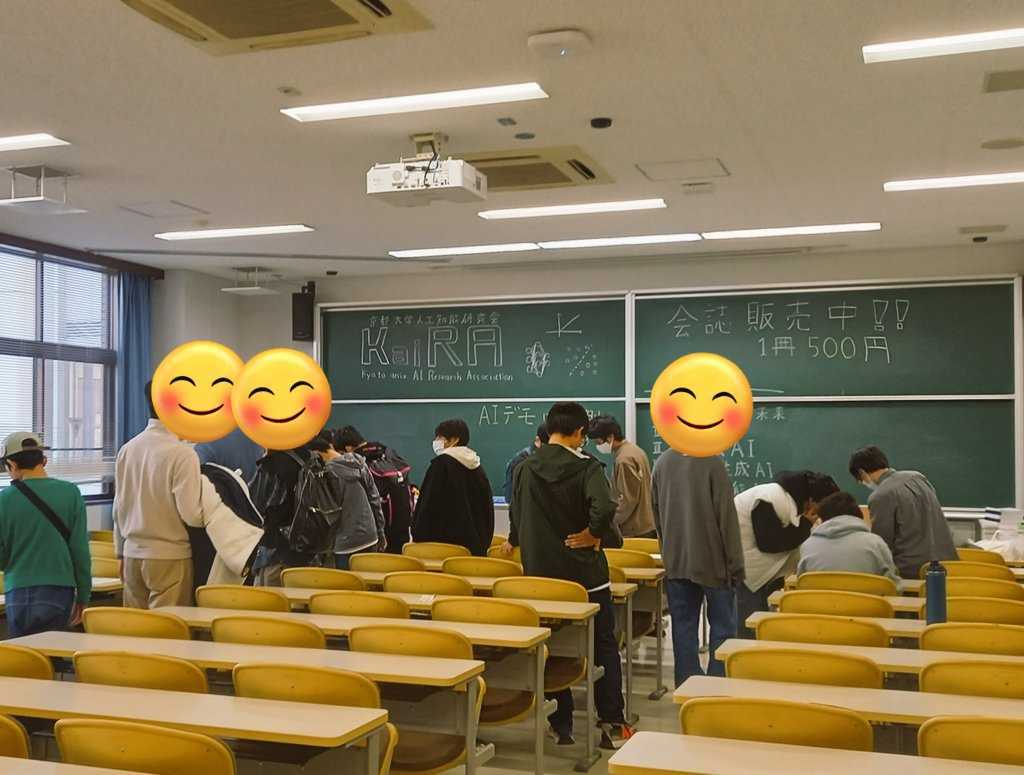 京都大学人工知能研究会
KaiRA
Kyoto univ. AI Research Association
会誌 販売中!!
1冊 500円
AIデモ
未来
成AI